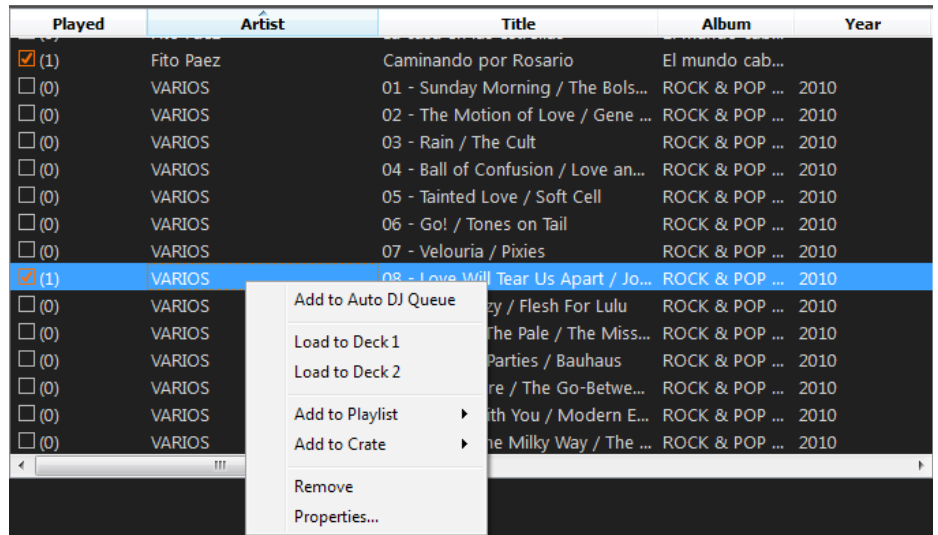 Played Artist Title Album Year
(1) Fito Paez Caminando por Rosario El mundo cab...
(0) VARIOS 01 - Sunday Morning / The Bols... ROCK & POP ... 2010
(0) VARIOS 02 - The Motion of Love / Gene ... ROCK & POP ... 2010
(0) VARIOS 03 - Rain / The Cult ROCK & POP ... 2010
(0) VARIOS 04 - Ball of Confusion / Love an... ROCK & POP ... 2010
(0) VARIOS 05 - Tainted Love / Soft Cell ROCK & POP ... 2010
(0) VARIOS 06 - Go! / Tones on Tail ROCK & POP ... 2010
(0) VARIOS 07 - Velouria / Pixies ROCK & POP ... 2010
(1) VARIOS 08 - Love Will Tear Us Apart / Jo... ROCK & POP ... 2010
(0) VARIOS zy / Flesh For Lulu ROCK & POP ... 2010
(0) VARIOS The Pale / The Miss... ROCK & POP ... 2010
(0) VARIOS Parties / Bauhaus ROCK & POP ... 2010
(0) VARIOS re / The Go-Betwe... ROCK & POP ... 2010
(0) VARIOS ith You / Modern E... ROCK & POP ... 2010
(0) VARIOS he Milky Way / The ... ROCK & POP ... 2010
Add to Auto DJ Queue
Load to Deck 1
Load to Deck 2
Add to Playlist
Add to Crate
Remove
Properties...